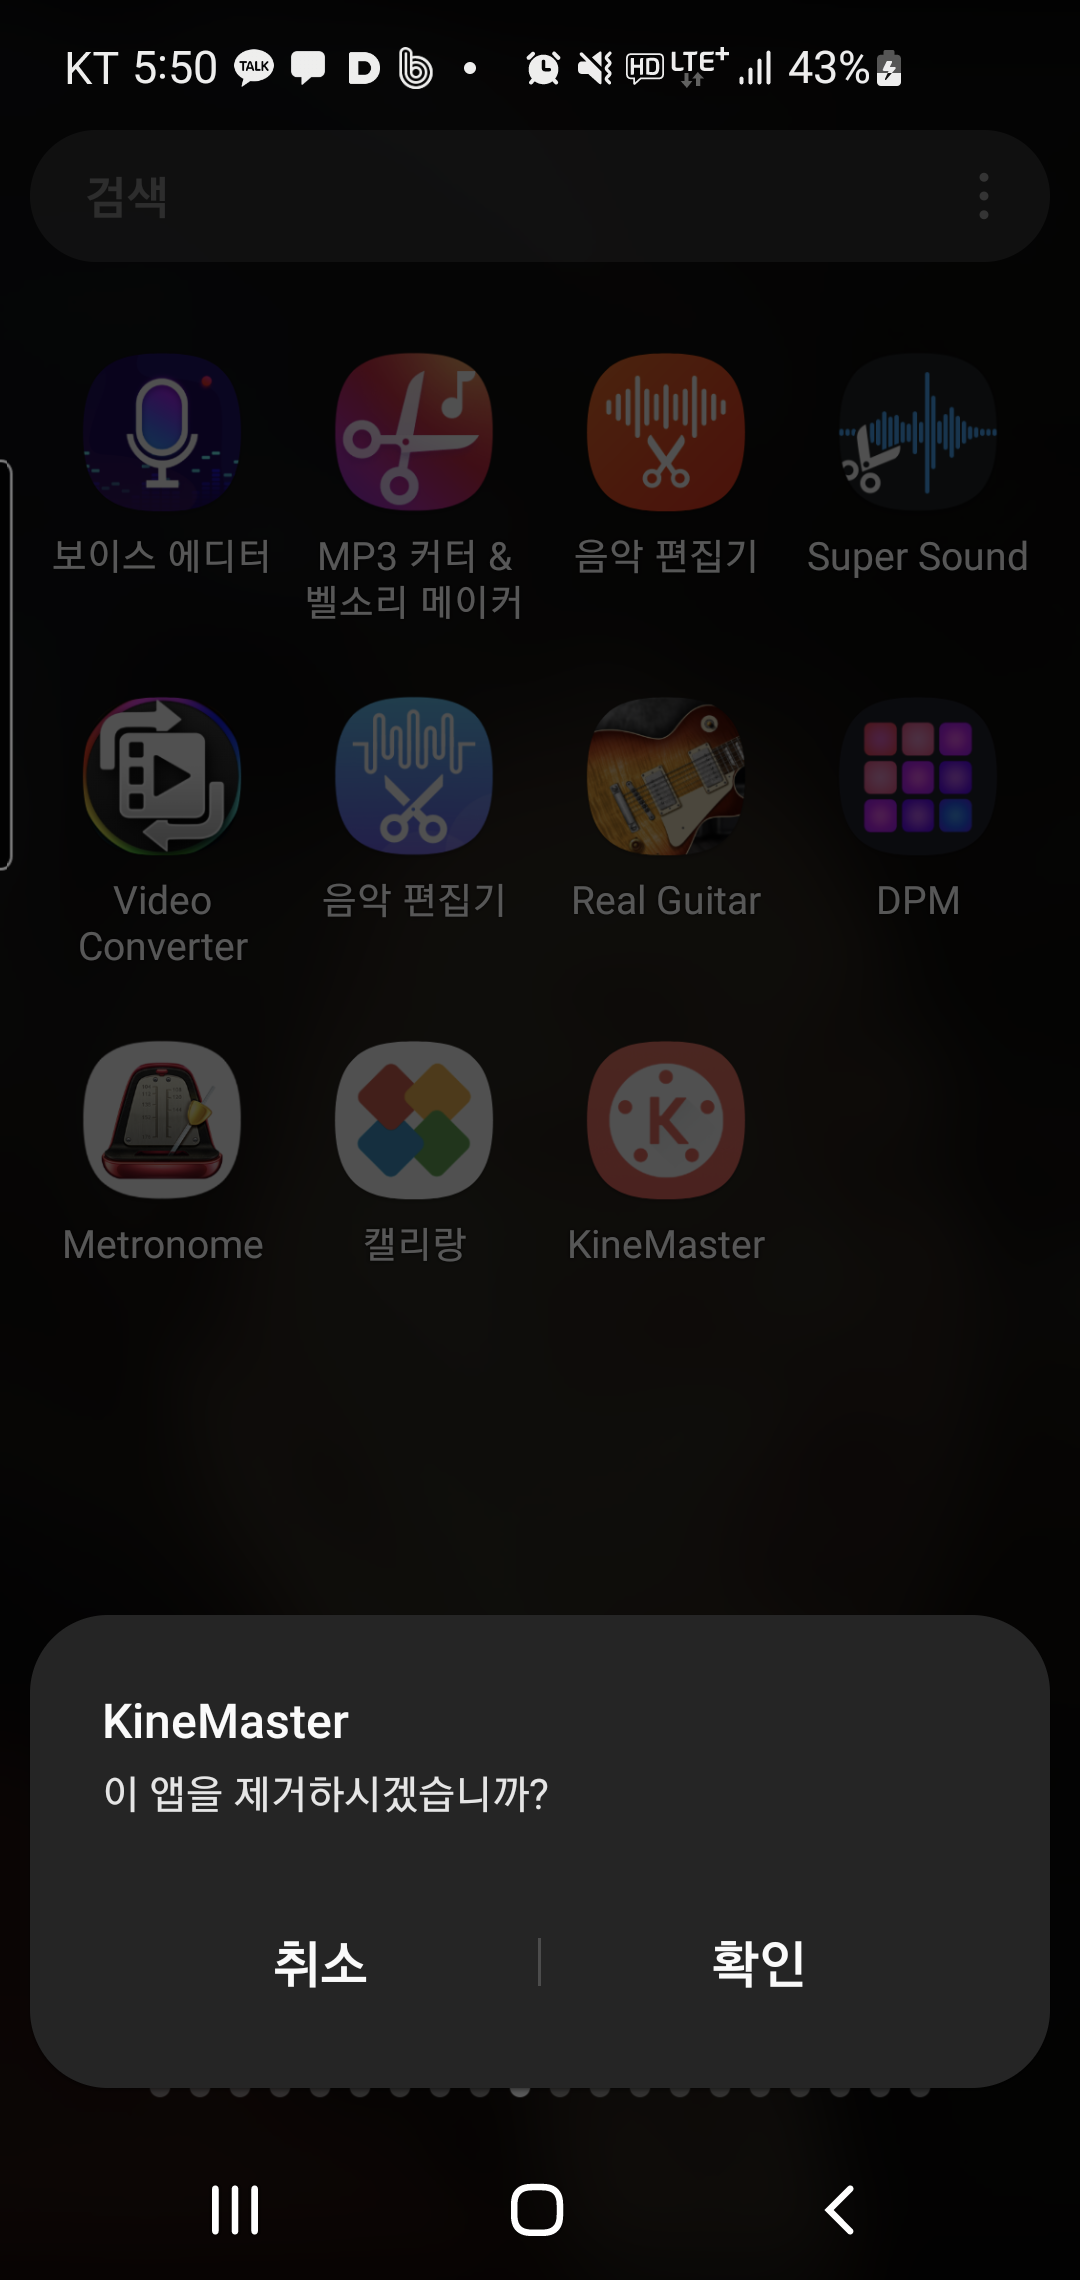 KT 5:50 TALK D b HD LTE+ 43%
검색
보이스 에디터
MP3 커터 &
벨소리 메이커
음악 편집기
Super Sound
Video
Converter
음악 편집기
Real Guitar
DPM
K
Metronome
캘리랑
KineMaster
KineMaster
이 앱을 제거하시겠습니까?
취소
확인